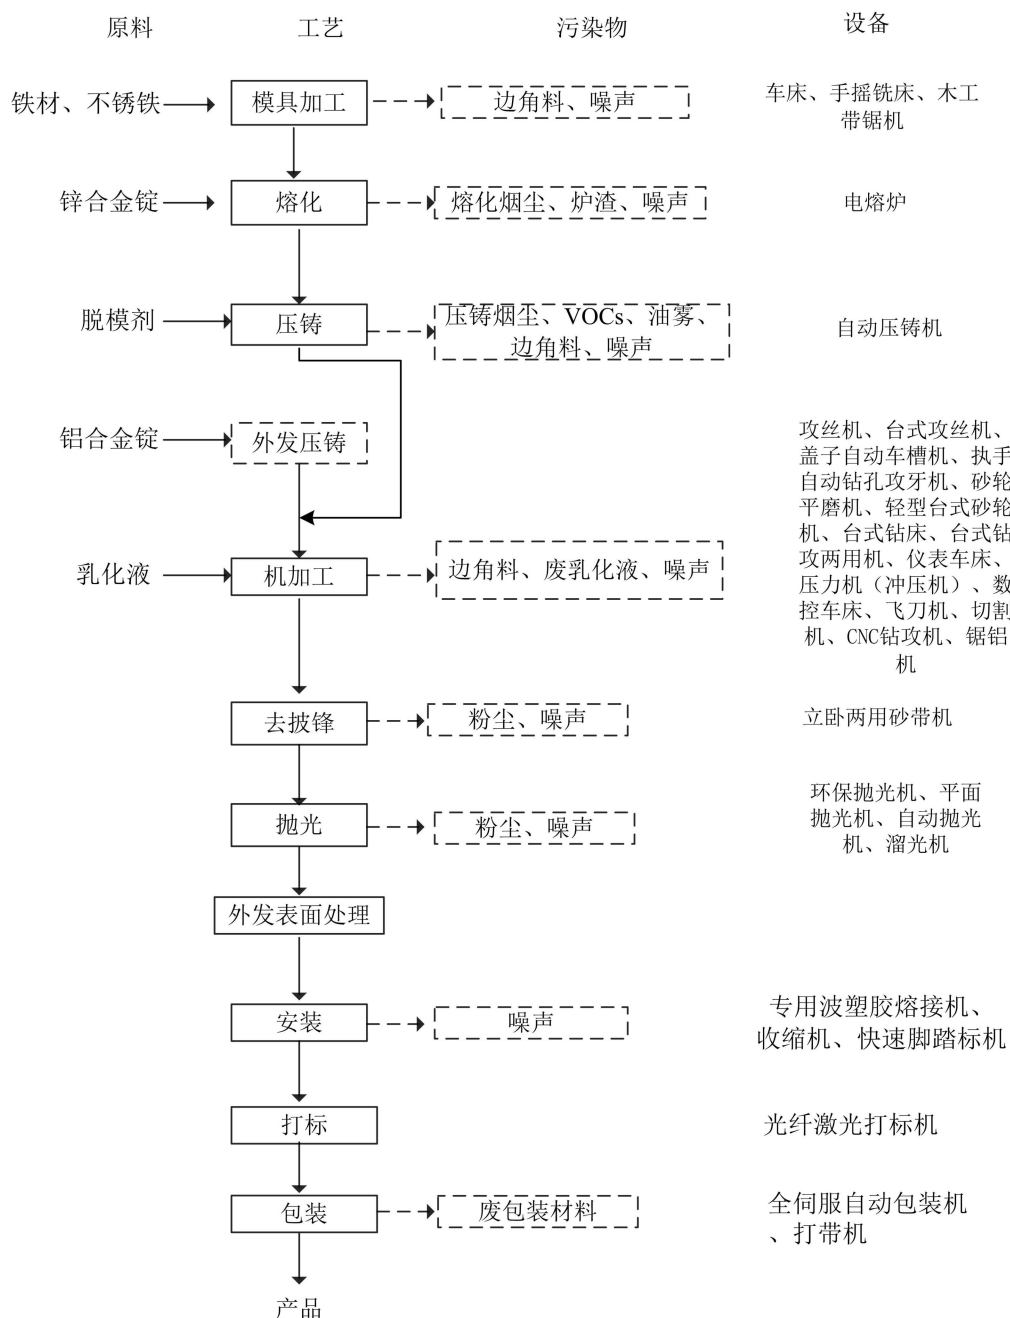 原料
工艺
污染物
设备
铁材、不锈铁
模具加工
边角料、噪声
车床、手摇铣床、木工
带锯机
锌合金锭
熔化
熔化烟尘、炉渣、噪声
电熔炉
脱模剂
压铸
压铸烟尘、VOCs、油雾、
边角料、噪声
自动压铸机
铝合金锭
外发压铸
攻丝机、台式攻丝机、
盖子自动车槽机、执手
自动钻孔攻牙机、砂轮
平磨机、轻型台式砂轮
机、台式钻床、台式钻
攻两用机、仪表车床、
压力机（冲压机）、数
控车床、飞刀机、切割
机、CNC钻攻机、锯铝
机
乳化液
机加工
边角料、废乳化液、噪声
去披锋
粉尘、噪声
立卧两用砂带机
抛光
粉尘、噪声
环保抛光机、平面
抛光机、自动抛光
机、溜光机
外发表面处理
安装
噪声
专用波塑胶熔接机、
收缩机、快速脚踏标机
打标
光纤激光打标机
包装
废包装材料
全伺服自动包装机
、打带机
产品